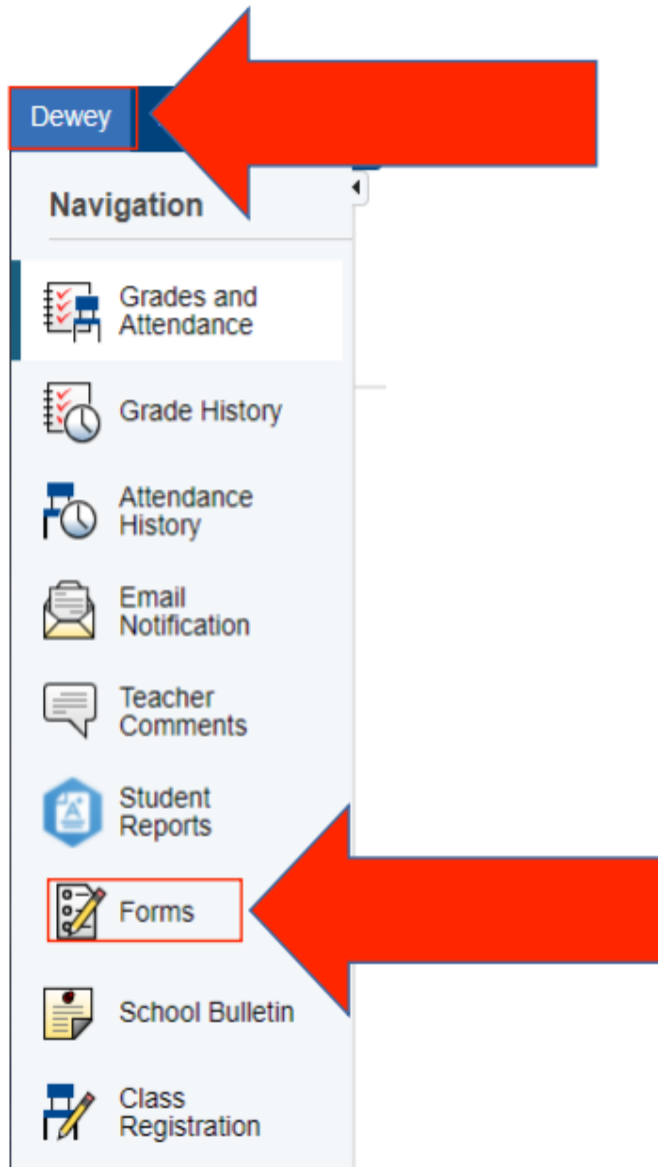 Dewey
Navigation
Grades and
Attendance
Grade History
Attendance
History
Email
Notification
Teacher
Comments
Student
Reports
Forms
School Bulletin
Class
Registration